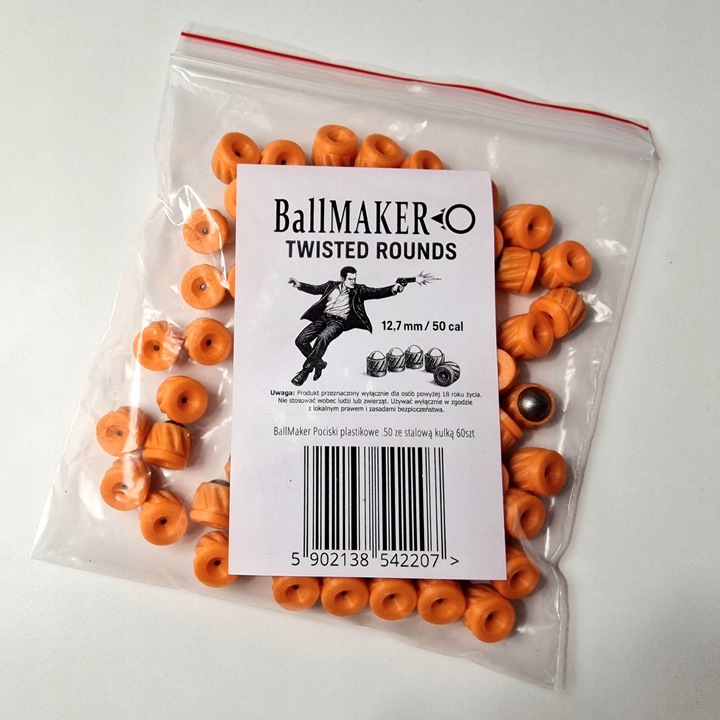 BallMAKER
TWISTED ROUNDS
12,7 mm / 50 cal
Uwaga: Produkt przeznaczony wyłącznie dla osób powyżej 18 roku życia.
Nie stosować wobec ludzi lub zwierząt. Używać wyłącznie w zgodzie
z lokalnym prawem i zasadami bezpieczeństwa.
BallMaker Pociski plastikowe .50 ze stalową kulką 60szt
5 902138 542207 >